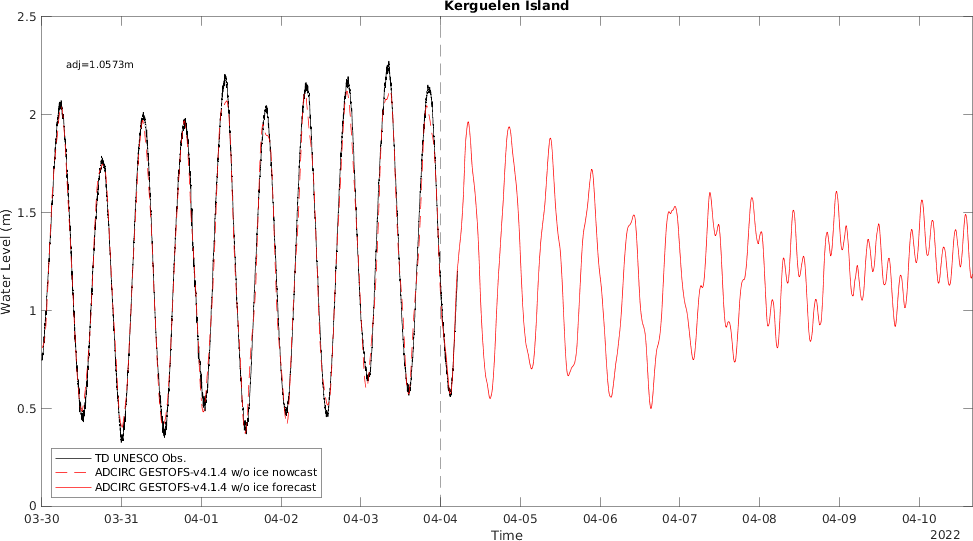 Kerguelen Island
2.5
adj=1.0573m
2
1.5
Water Level (m)
1
0.5
TD UNESCO Obs.
ADCIRC GESTOFS-v4.1.4 w/o ice nowcast
ADCIRC GESTOFS-v4.1.4 w/o ice forecast
0
03-30 03-31 04-01 04-02 04-03 04-04 04-05 04-06 04-07 04-08 04-09 04-10
Time
2022